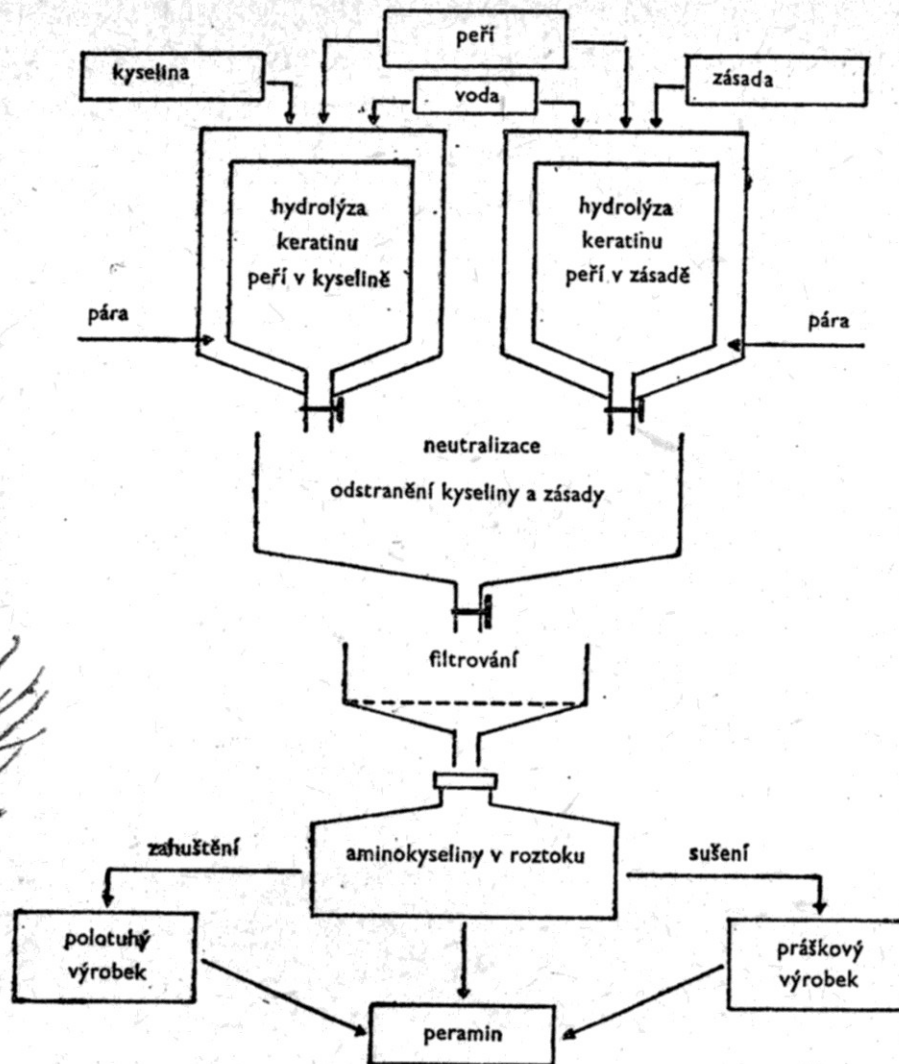 peří
kyselina
voda
zásada
hydrolýza
keratinu
peří v kyselině
hydrolýza
keratinu
peří v zásadě
pára
pára
neutralizace
odstranění kyseliny a zásady
filtrování
zahuštění
aminokyseliny v roztoku
sušení
polotuhý
výrobek
práškový
výrobek
peramin